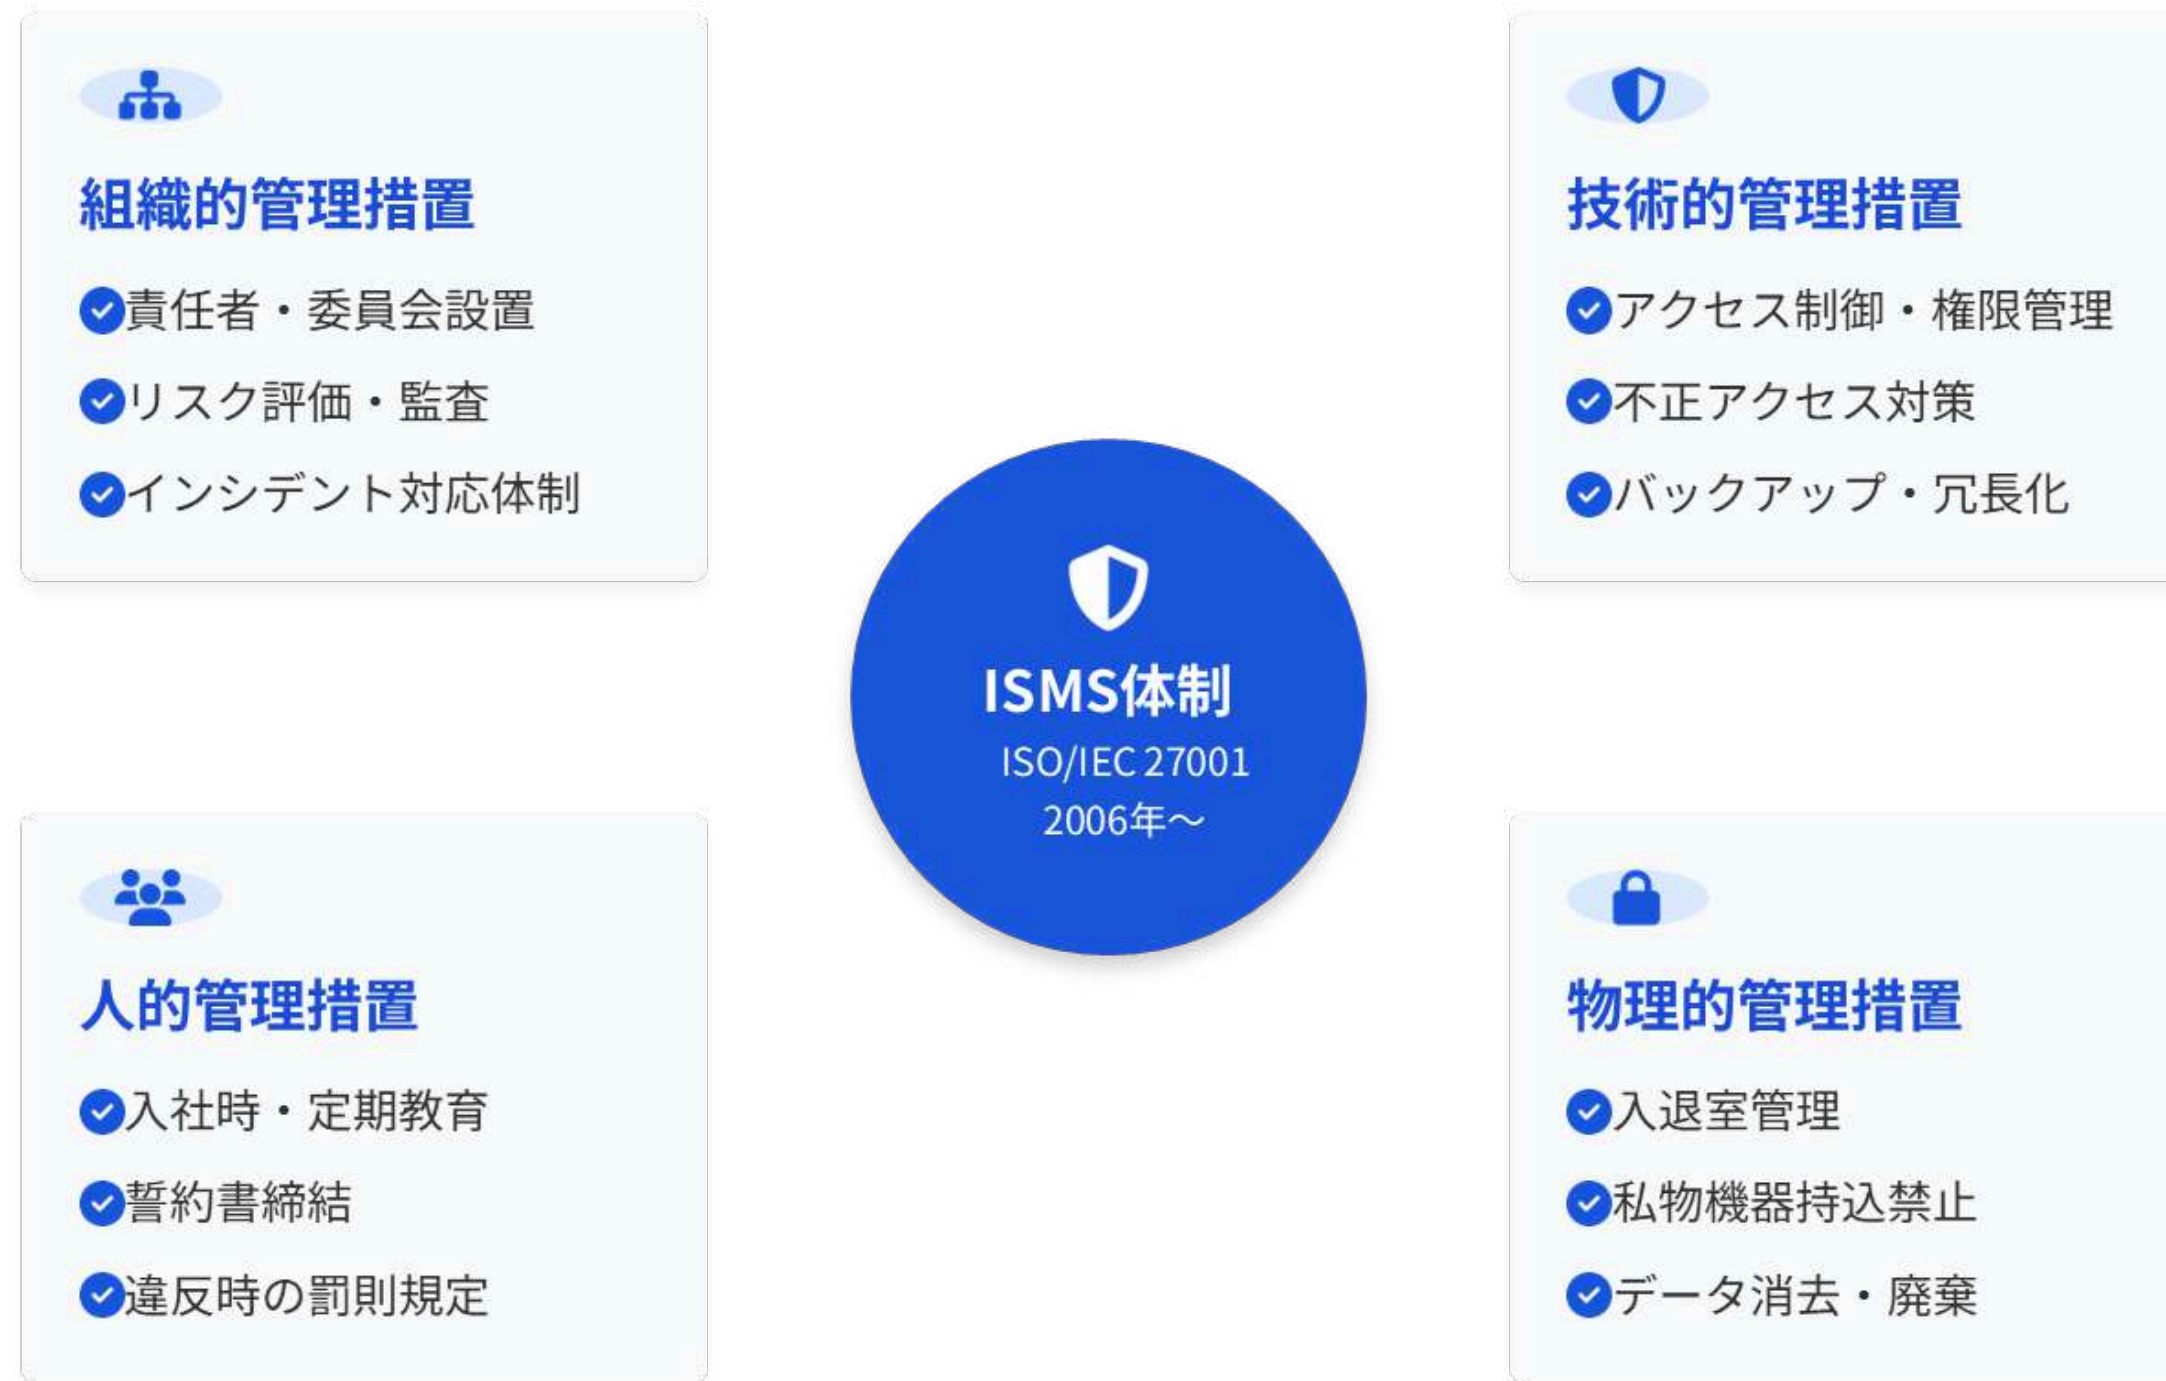 組織的管理措置
責任者・委員会設置
リスク評価・監査
インシデント対応体制
技術的管理措置
アクセス制御・権限管理
不正アクセス対策
バックアップ・冗長化
ISMS体制
ISO/IEC 27001
2006年～
人的管理措置
入社時・定期教育
誓約書締結
違反時の罰則規定
物理的管理措置
入退室管理
私物機器持込禁止
データ消去・廃棄